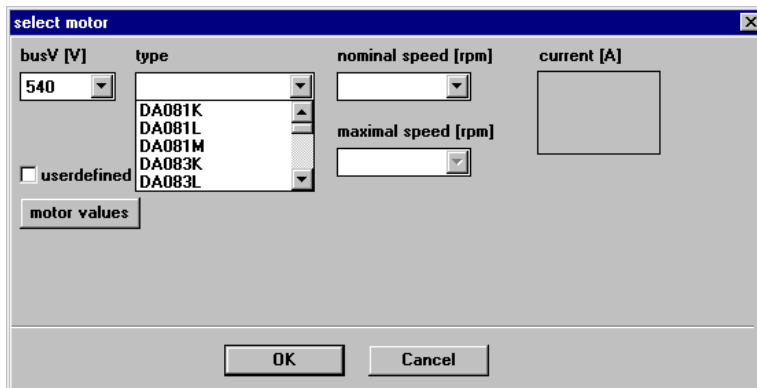 select motor
busV [V]
type
nominal speed [rpm]
current [A]
540
DA081K
DA081L
DA081M
DA083K
DA083L
maximal speed [rpm]
userdefined
motor values
OK
Cancel